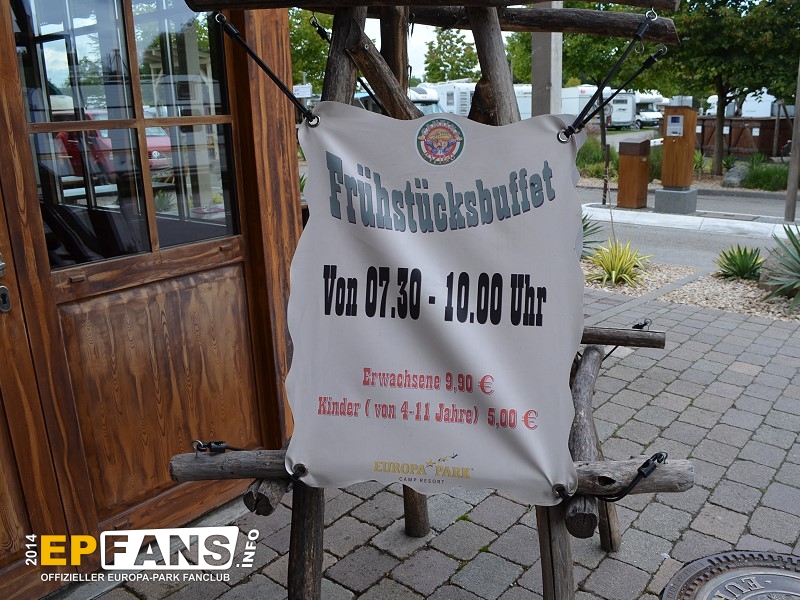 Frühstücksbuffet
Von 07.30 - 10.00 Uhr
Erwachsene 9,90 €
Kinder ( von 4-11 Jahre) 5,00 €
EUROPA PARK
CAMP RESORT
2014 EPFANS.INFO
OFFIZIELLER EUROPA-PARK FANCLUB